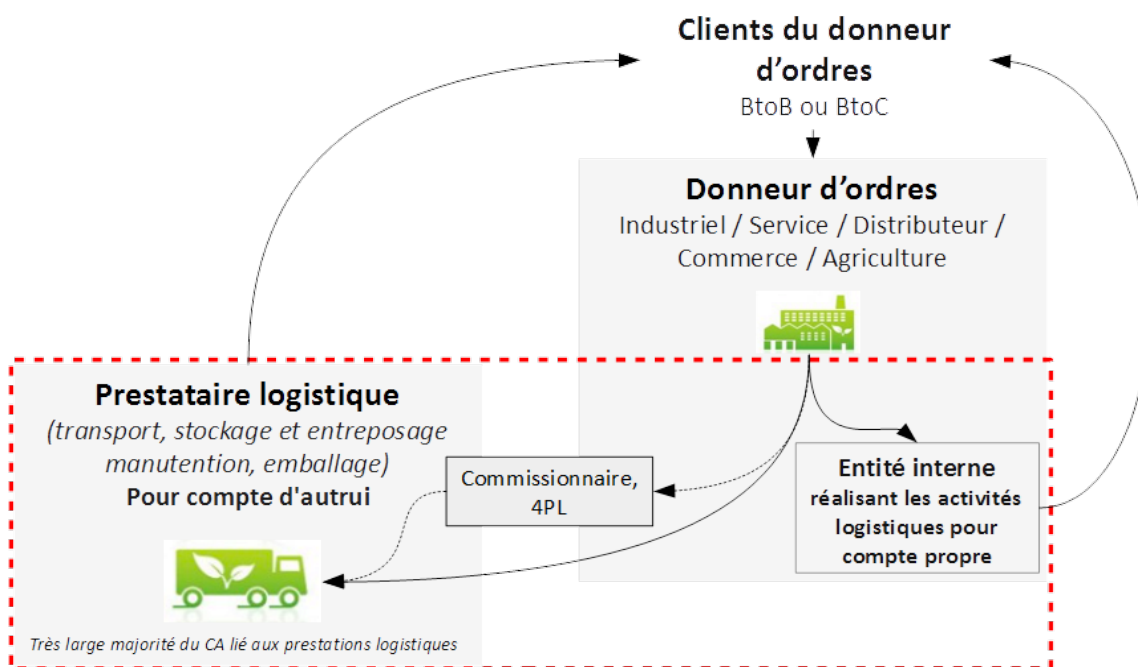 Clients du donneur
d’ordres
BtoB ou BtoC
Donneur d’ordres
Industriel / Service / Distributeur /
Commerce / Agriculture
Prestataire logistique
(transport, stockage et entreposage
manutention, emballage)
Pour compte d'autrui
Commissionnaire,
4PL
Entité interne
réalisant les activités
logistiques pour
compte propre
Très large majorité du CA lié aux prestations logistiques